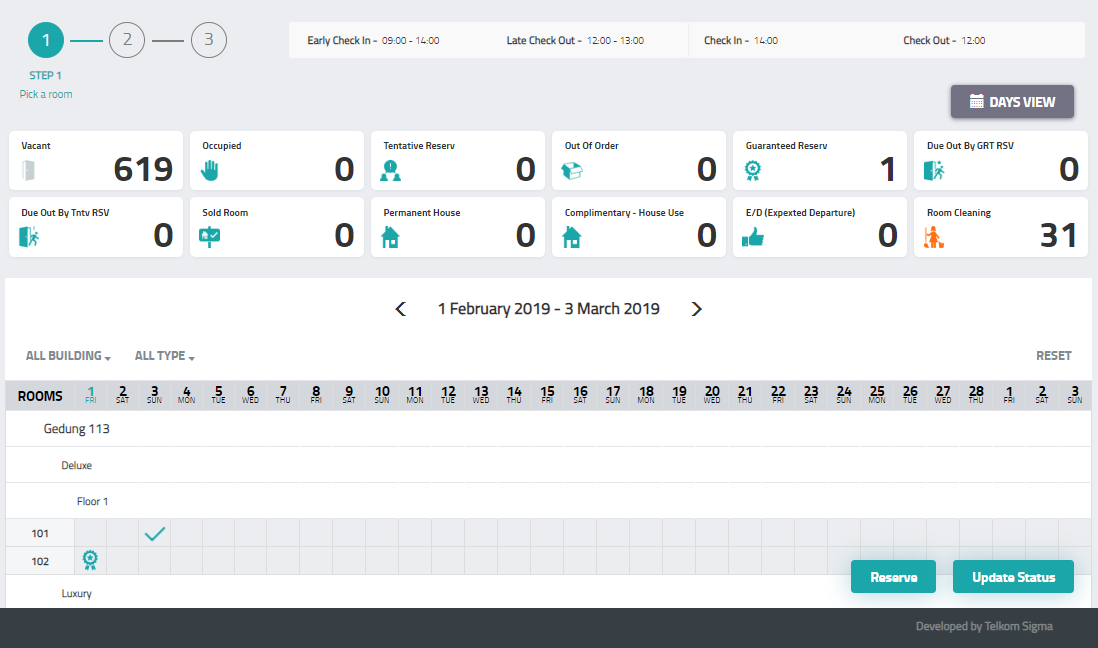 1 2 3
Early Check In - 09:00 - 14:00 Late Check Out - 12:00 - 13:00 Check In - 14:00 Check Out - 12:00
STEP 1
Pick a room
DAYS VIEW
Vacant 619
Occupied 0
Tentative Reserv 0
Out Of Order 0
Guaranteed Reserv 1
Due Out By GRT RSV 0
Due Out By Tntv RSV 0
Sold Room 0
Permanent House 0
Complimentary - House Use 0
E/D (Expexted Departure) 0
Room Cleaning 31
1 February 2019 - 3 March 2019
ALL BUILDING ALL TYPE RESET
ROOMS 1 2 3 4 5 6 7 8 9 10 11 12 13 14 15 16 17 18 19 20 21 22 23 24 25 26 27 28 1 2 3
FRI SAT SUN MON TUE WED THU FRI SAT SUN MON TUE WED THU FRI SAT SUN MON TUE WED THU FRI SAT SUN MON TUE WED THU FRI SAT SUN
Gedung 113
Deluxe
Floor 1
101
102
Reserve Update Status
Luxury
Developed by Telkom Sigma